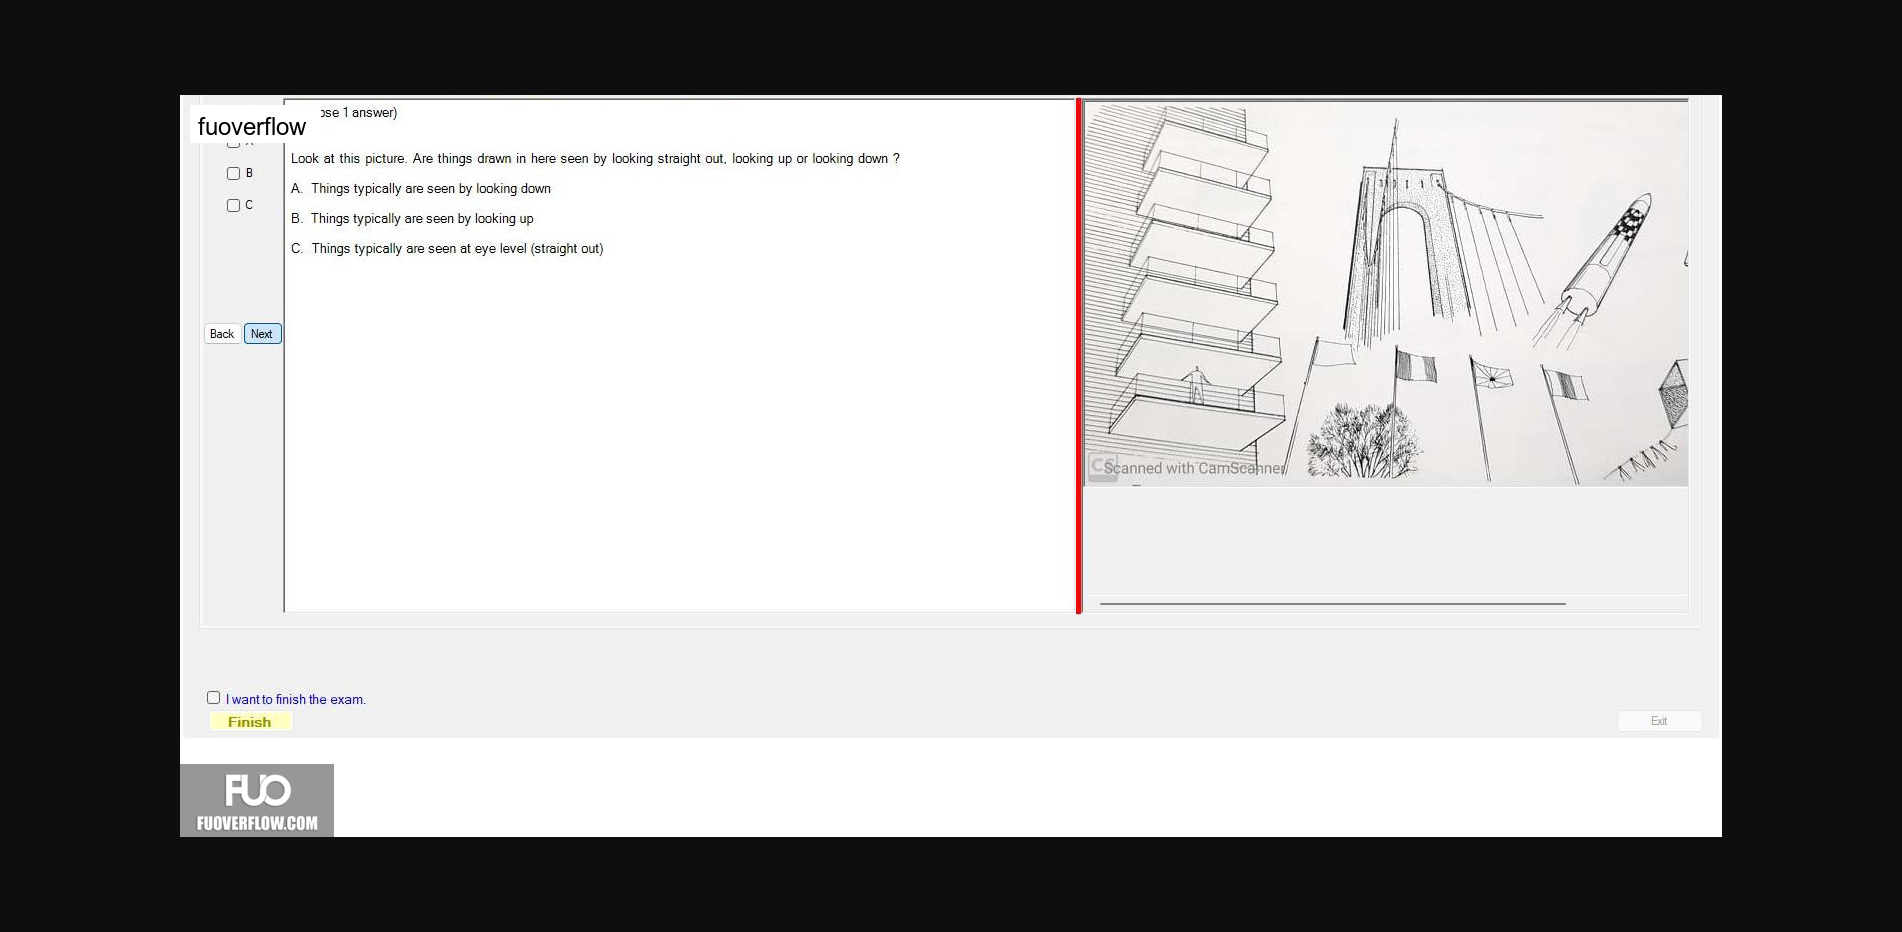 fuoverflow
ose 1 answer)
B
C
Look at this picture. Are things drawn in here seen by looking straight out, looking up or looking down ?
A. Things typically are seen by looking down
B. Things typically are seen by looking up
C. Things typically are seen at eye level (straight out)
Back Next
CS
Scanned with CamScanner
I want to finish the exam.
Finish
Exit
FUO
FUOVERFLOW.COM